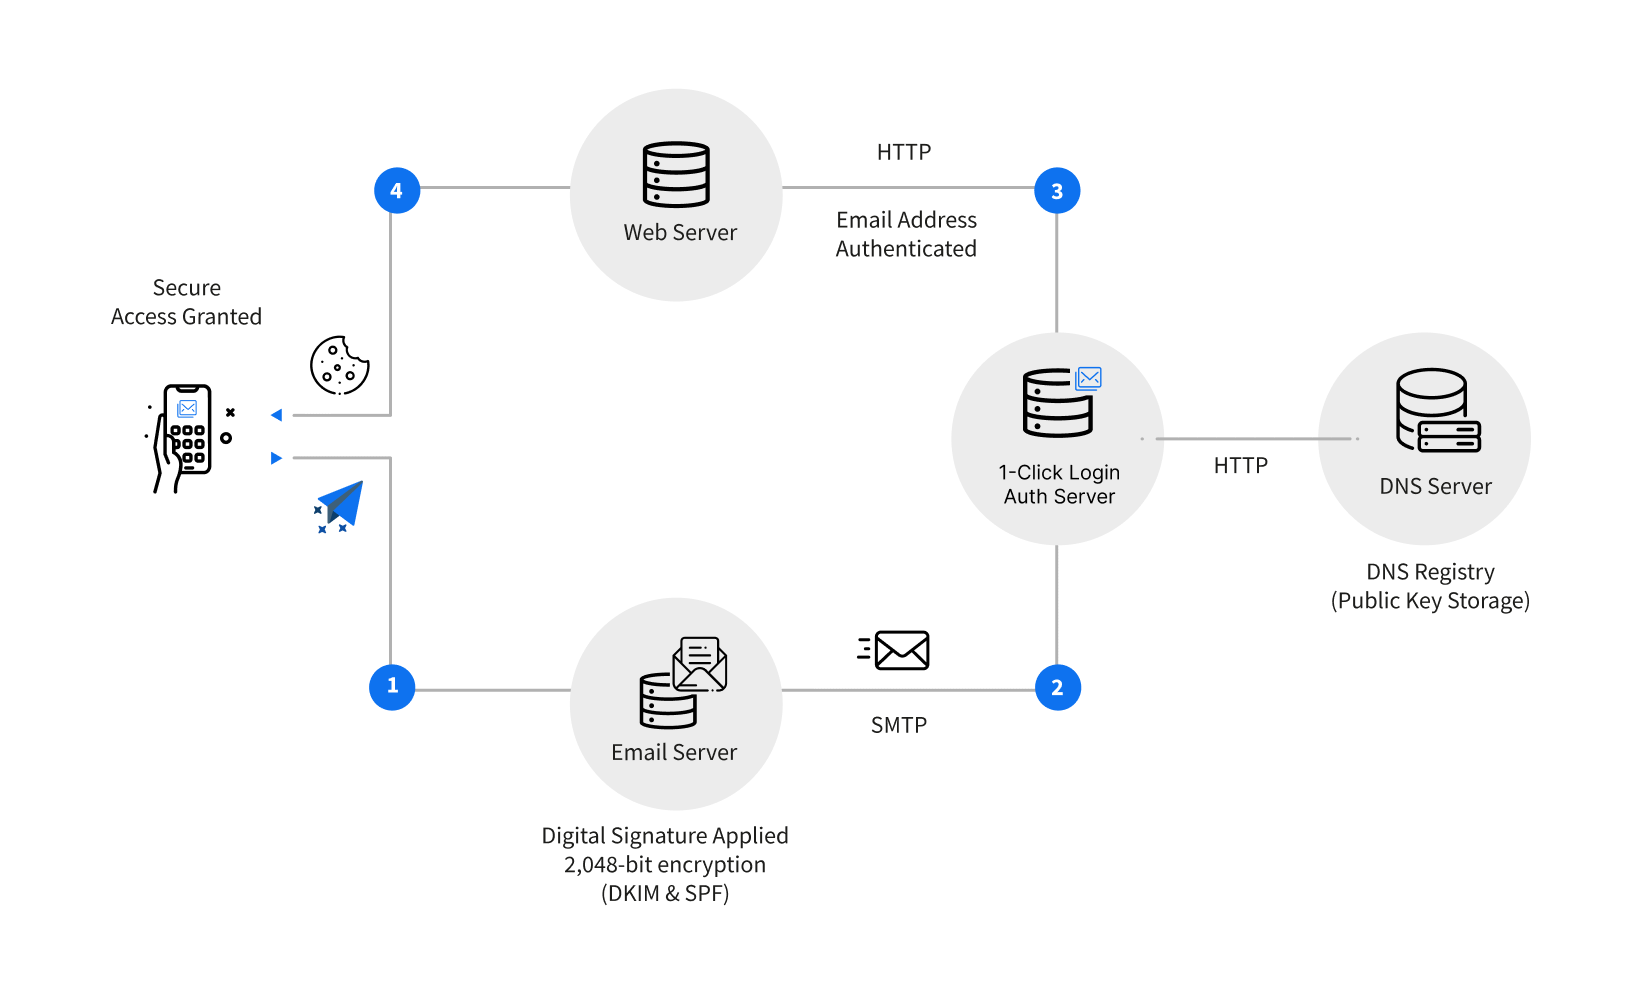 HTTP
4
3
Email Address
Authenticated
Web Server
Secure
Access Granted
1-Click Login
Auth Server
HTTP
DNS Server
DNS Registry
(Public Key Storage)
1
2
SMTP
Email Server
Digital Signature Applied
2,048-bit encryption
(DKIM & SPF)